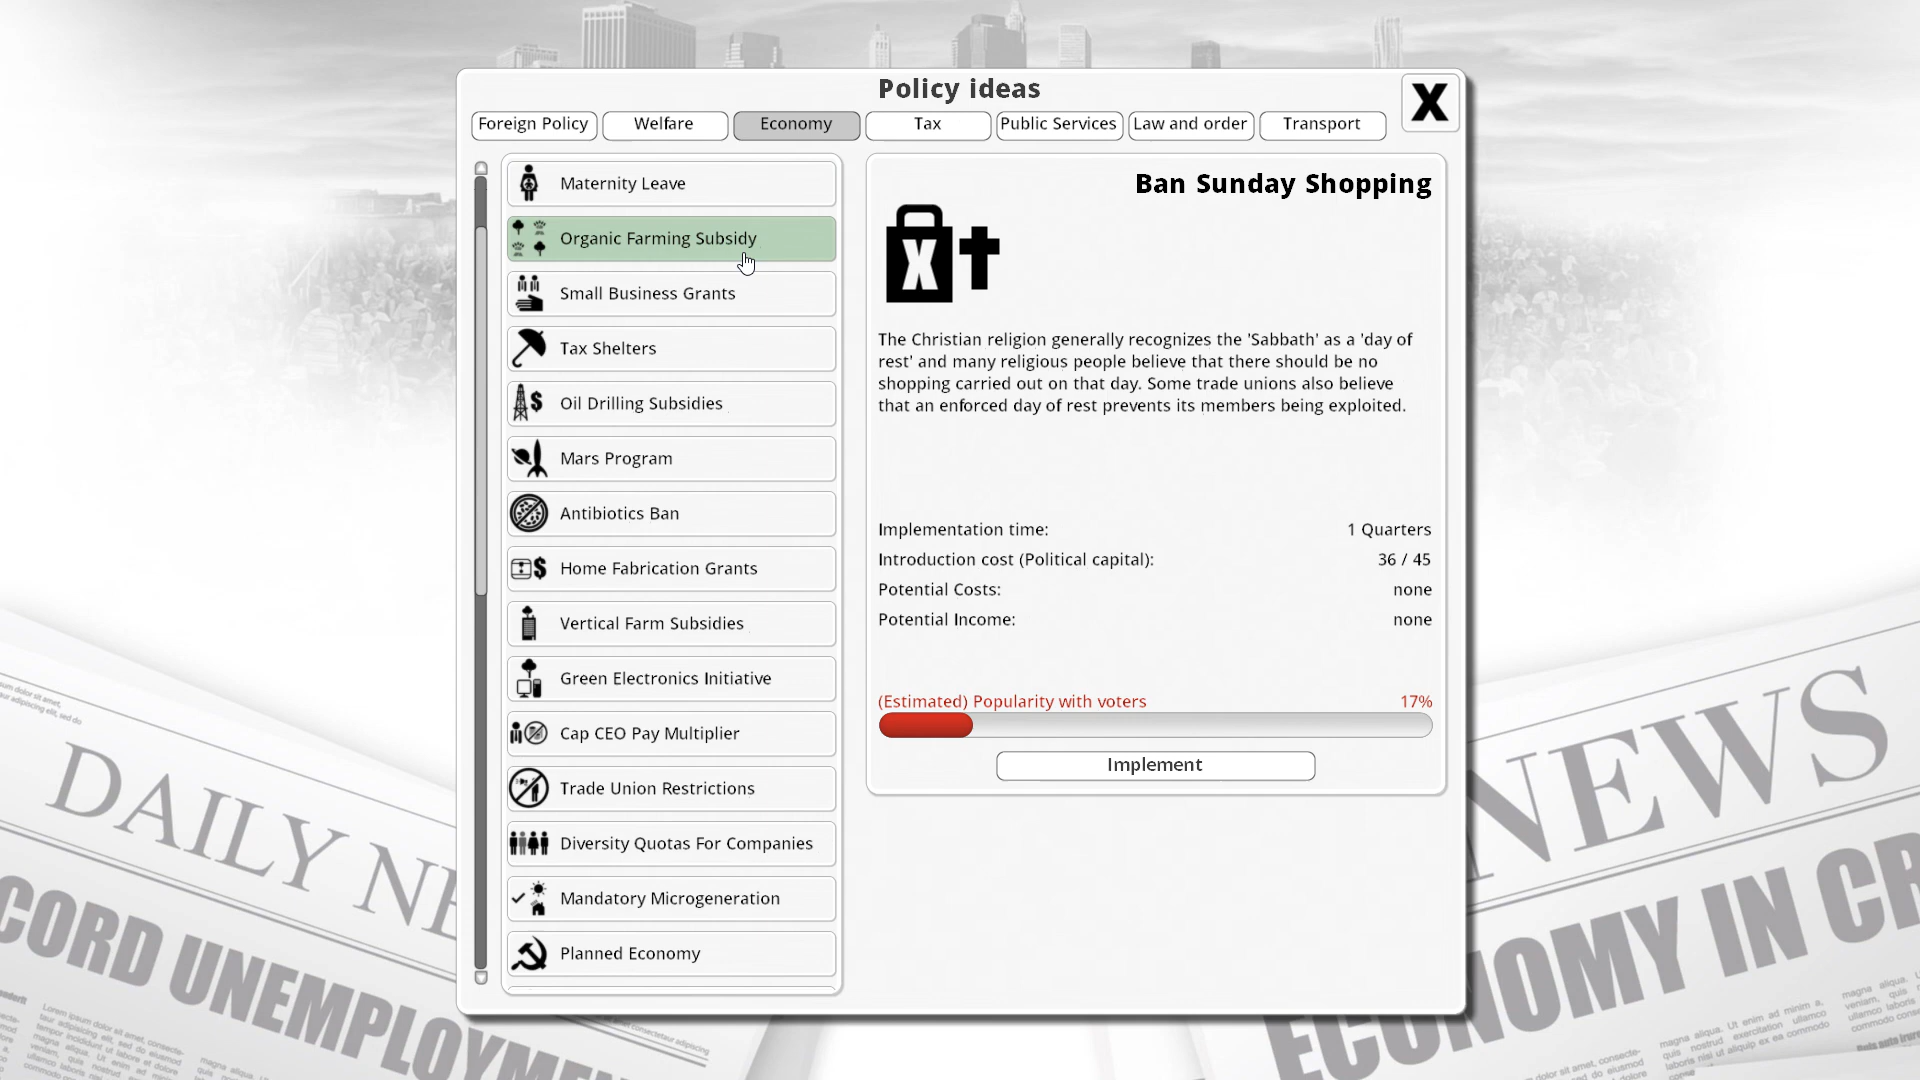 Policy ideas
X
Foreign Policy
Welfare
Economy
Tax
Public Services
Law and order
Transport
Maternity Leave
Organic Farming Subsidy
Small Business Grants
Tax Shelters
Oil Drilling Subsidies
Mars Program
Antibiotics Ban
Home Fabrication Grants
Vertical Farm Subsidies
Green Electronics Initiative
Cap CEO Pay Multiplier
Trade Union Restrictions
Diversity Quotas For Companies
Mandatory Microgeneration
Planned Economy
Ban Sunday Shopping
X
The Christian religion generally recognizes the 'Sabbath' as a 'day of
rest' and many religious people believe that there should be no
shopping carried out on that day. Some trade unions also believe
that an enforced day of rest prevents its members being exploited.
Implementation time: 1 Quarters
Introduction cost (Political capital): 36 / 45
Potential Costs: none
Potential Income: none
(Estimated) Popularity with voters 17%
Implement
DAILY NE
CORD UNEMPLOYME
NEWS
ECONOMY IN CR